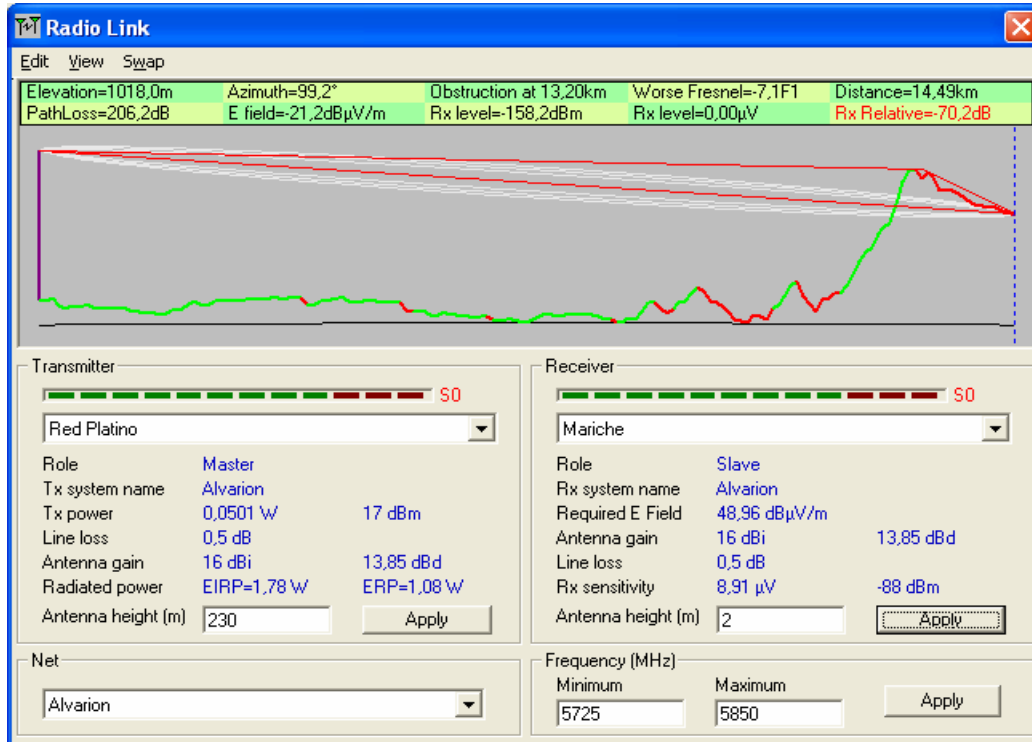 Radio Link
Edit View Swap
Elevation=1018,0m Azimuth=99,2° Obstruction at 13,20km Worse Fresnel=-7,1F1 Distance=14,49km
PathLoss=206,2dB E field=-21,2dBµV/m Rx level=-158,2dBm Rx level=0,00µV Rx Relative=-70,2dB
Transmitter
S0
Red Platino
Role Master
Tx system name Alvarion
Tx power 0,0501 W 17 dBm
Line loss 0,5 dB
Antenna gain 16 dBi 13,85 dBd
Radiated power EIRP=1,78 W ERP=1,08 W
Antenna height (m) 230 Apply
Receiver
S0
Mariche
Role Slave
Rx system name Alvarion
Required E Field 48,96 dBµV/m
Antenna gain 16 dBi 13,85 dBd
Line loss 0,5 dB
Rx sensitivity 8,91 µV -88 dBm
Antenna height (m) 2 Apply
Net
Alvarion
Frequency (MHz)
Minimum Maximum
5725 5850 Apply